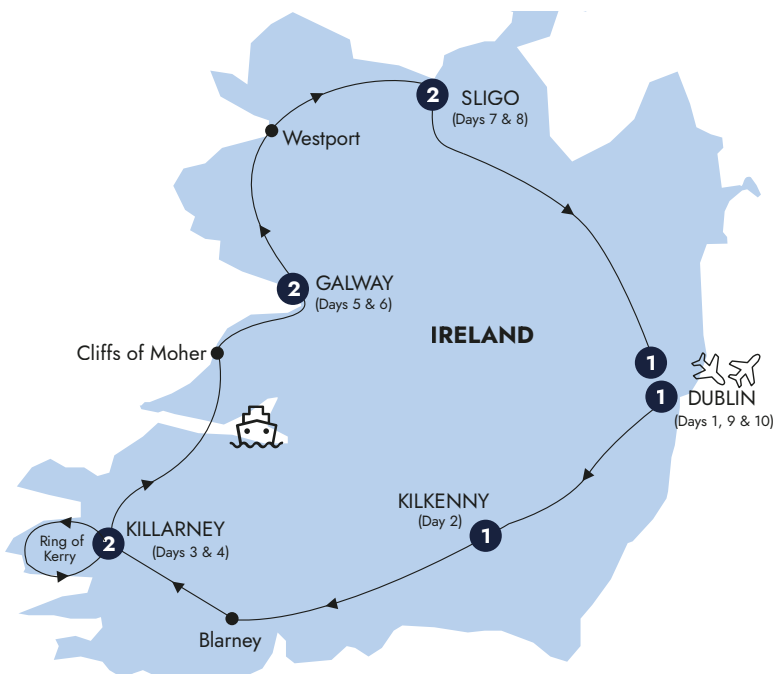 2
SLIGO
(Days 7 & 8)
Westport
2
GALWAY
(Days 5 & 6)
IRELAND
Cliffs of Moher
1
1
DUBLIN
(Days 1, 9 & 10)
KILKENNY
(Day 2)
1
2
KILLARNEY
(Days 3 & 4)
Ring of
Kerry
Blarney